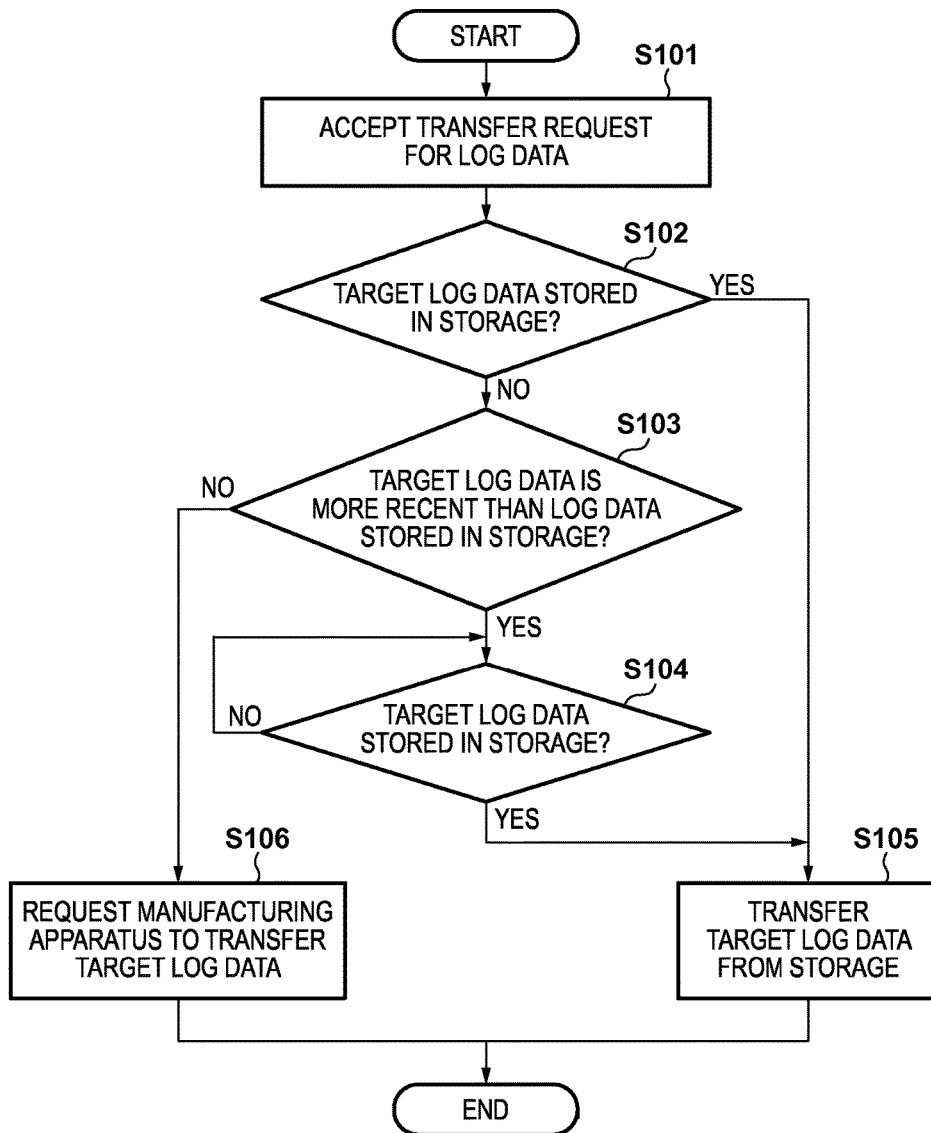 START
S101
ACCEPT TRANSFER REQUEST
FOR LOG DATA
S102
TARGET LOG DATA STORED
IN STORAGE?
YES
NO
S103
TARGET LOG DATA IS
MORE RECENT THAN LOG DATA
STORED IN STORAGE?
NO
YES
S104
TARGET LOG DATA
STORED IN STORAGE?
NO
YES
S106
REQUEST MANUFACTURING
APPARATUS TO TRANSFER
TARGET LOG DATA
S105
TRANSFER
TARGET LOG DATA
FROM STORAGE
END